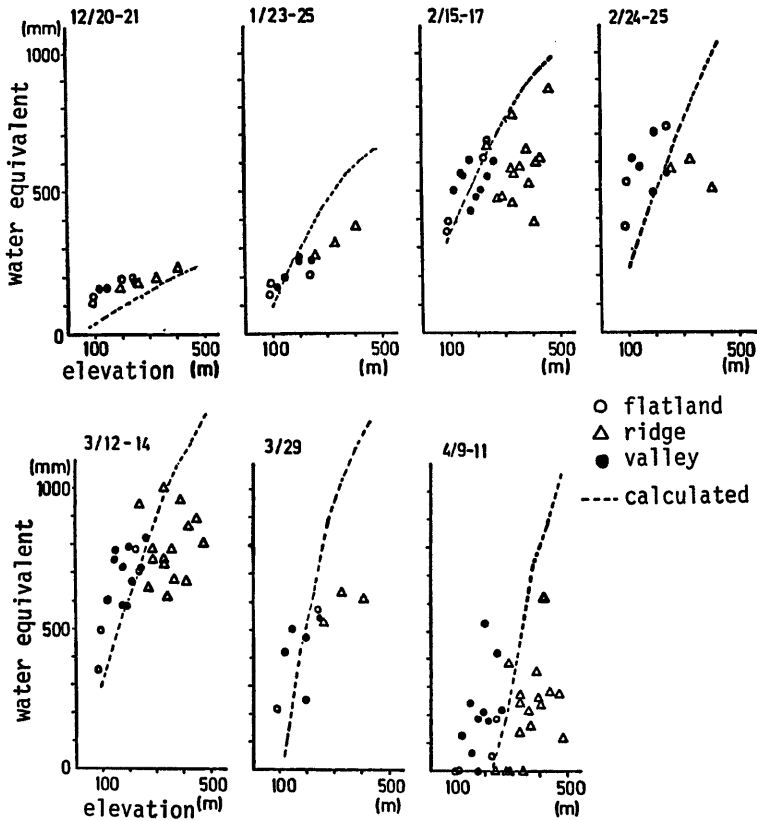 12/20-21
1/23-25
2/15-17
2/24-25
(mm)
1000
water equivalent
500
0
100 500
elevation (m)
100 500
(m)
100 500
(m)
100 500
(m)
○ flatland
△ ridge
● valley
---- calculated
3/12-14
3/29
4/9-11
(mm)
1000
water equivalent
500
0
100 500
elevation (m)
100 500
(m)
100 500
(m)